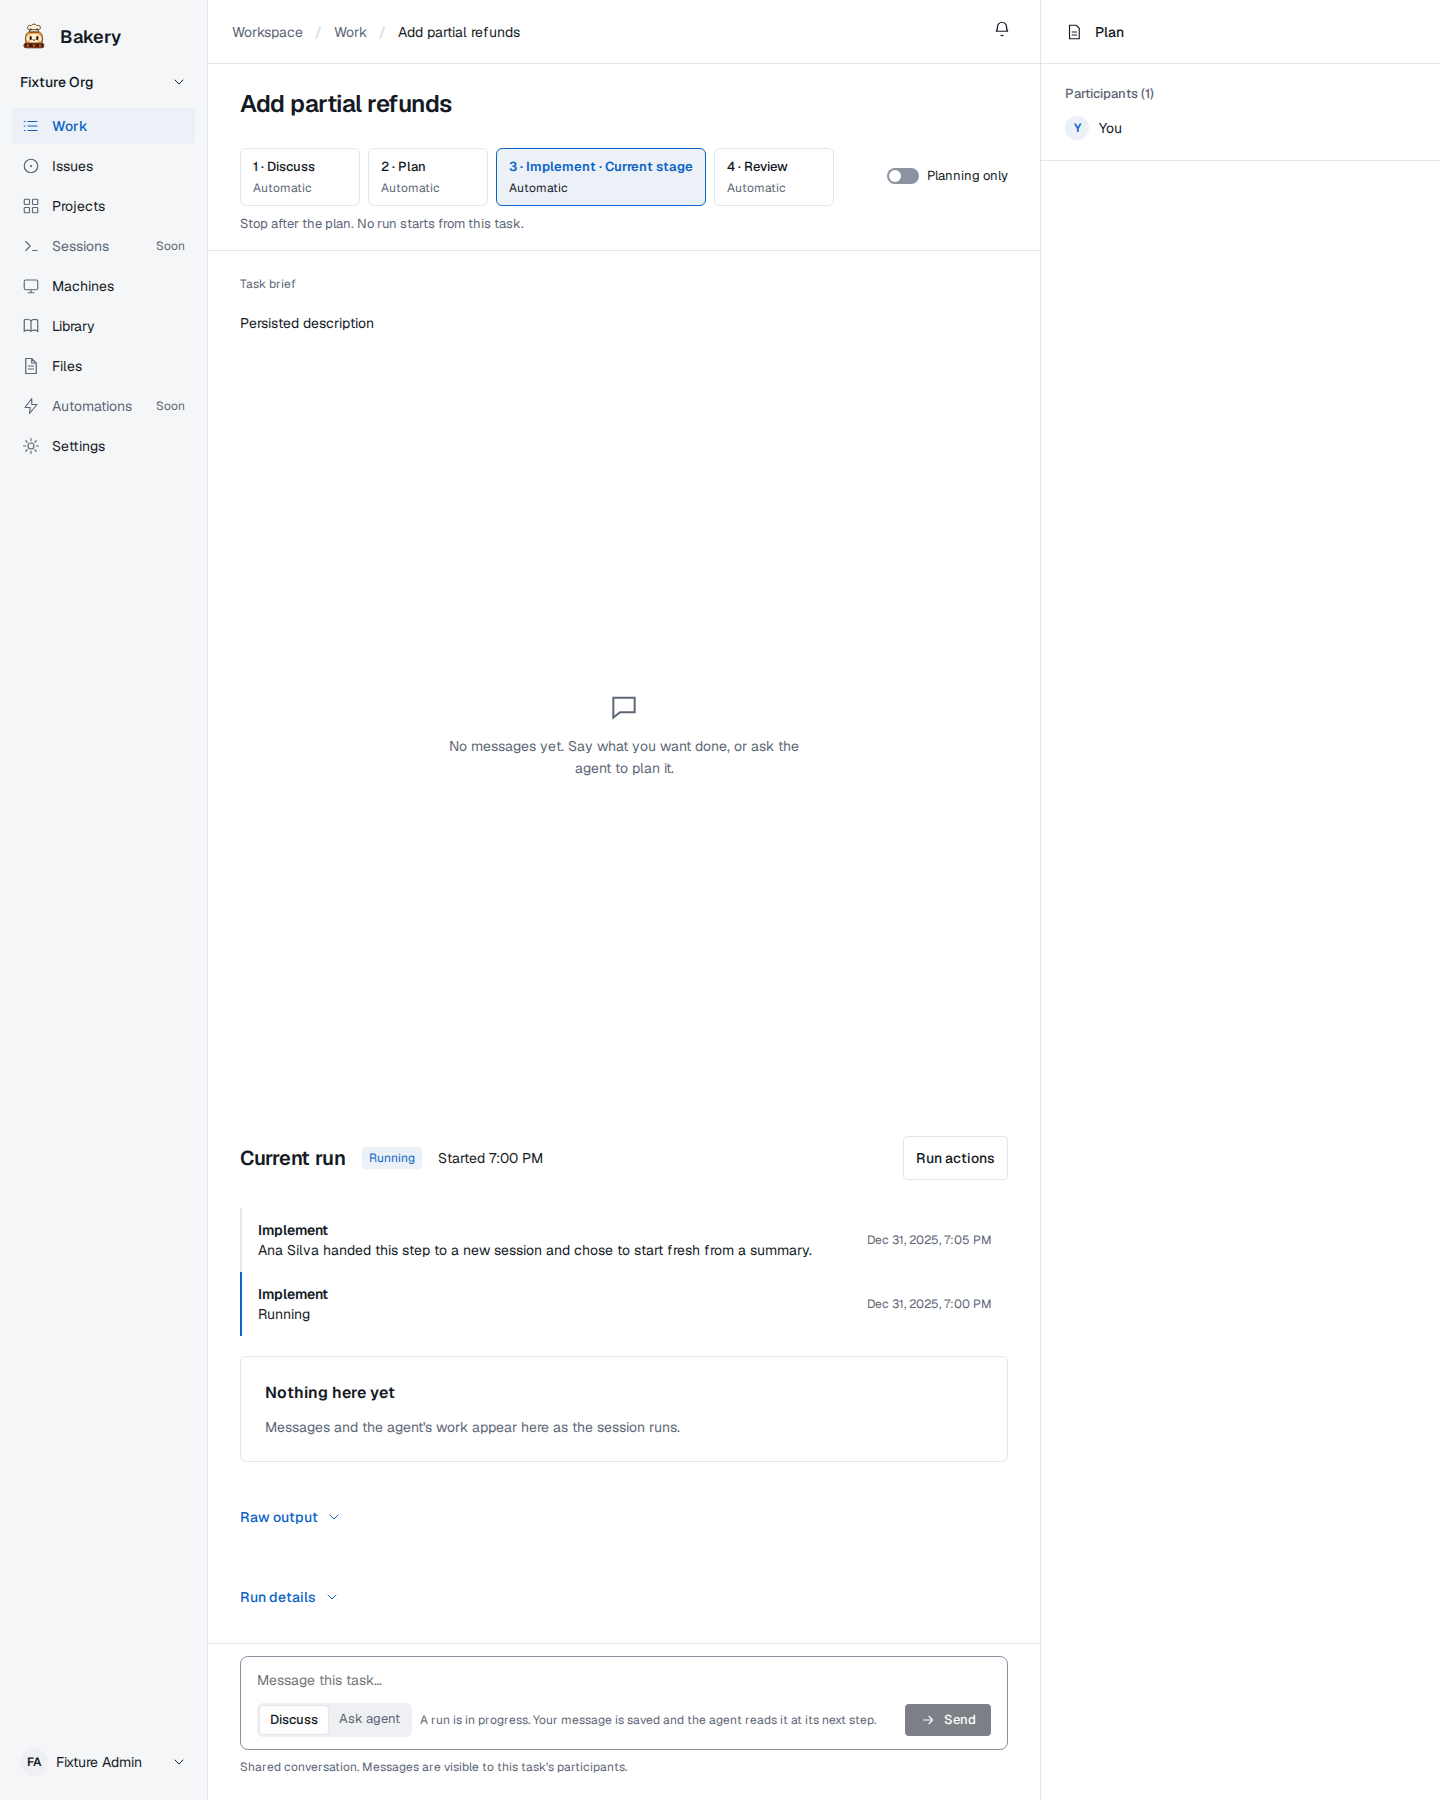 Bakery
Fixture Org
Work
Issues
Projects
Sessions Soon
Machines
Library
Files
Automations Soon
Settings
FA Fixture Admin
Workspace / Work / Add partial refunds
Add partial refunds
1 · Discuss
Automatic
2 · Plan
Automatic
3 · Implement · Current stage
Automatic
4 · Review
Automatic
Planning only
Stop after the plan. No run starts from this task.
Task brief
Persisted description
No messages yet. Say what you want done, or ask the
agent to plan it.
Current run Running Started 7:00 PM Run actions
Implement
Ana Silva handed this step to a new session and chose to start fresh from a summary.
Dec 31, 2025, 7:05 PM
Implement
Running
Dec 31, 2025, 7:00 PM
Nothing here yet
Messages and the agent's work appear here as the session runs.
Raw output
Run details
Message this task...
Discuss Ask agent A run is in progress. Your message is saved and the agent reads it at its next step. Send
Shared conversation. Messages are visible to this task's participants.
Plan
Participants (1)
Y You